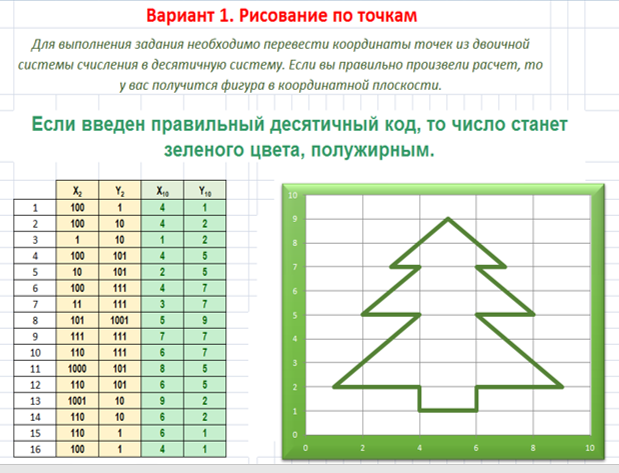 Вариант 1. Рисование по точкам
Для выполнения задания необходимо перевести координаты точек из двоичной
системы счисления в десятичную систему. Если вы правильно произвели расчет, то
у вас получится фигура в координатной плоскости.
Если введен правильный десятичный код, то число станет
зеленого цвета, полужирным.
X2 Y2 X10 Y10
1 100 1 4 1
2 100 10 4 2
3 1 10 1 2
4 100 101 4 5
5 10 101 2 5
6 100 111 4 7
7 11 111 3 7
8 101 1001 5 9
9 111 111 7 7
10 110 111 6 7
11 1000 101 8 5
12 110 101 6 5
13 1001 10 9 2
14 110 10 6 2
15 110 1 6 1
16 100 1 4 1
10
9
8
7
6
5
4
3
2
1
0
0 2 4 6 8 10